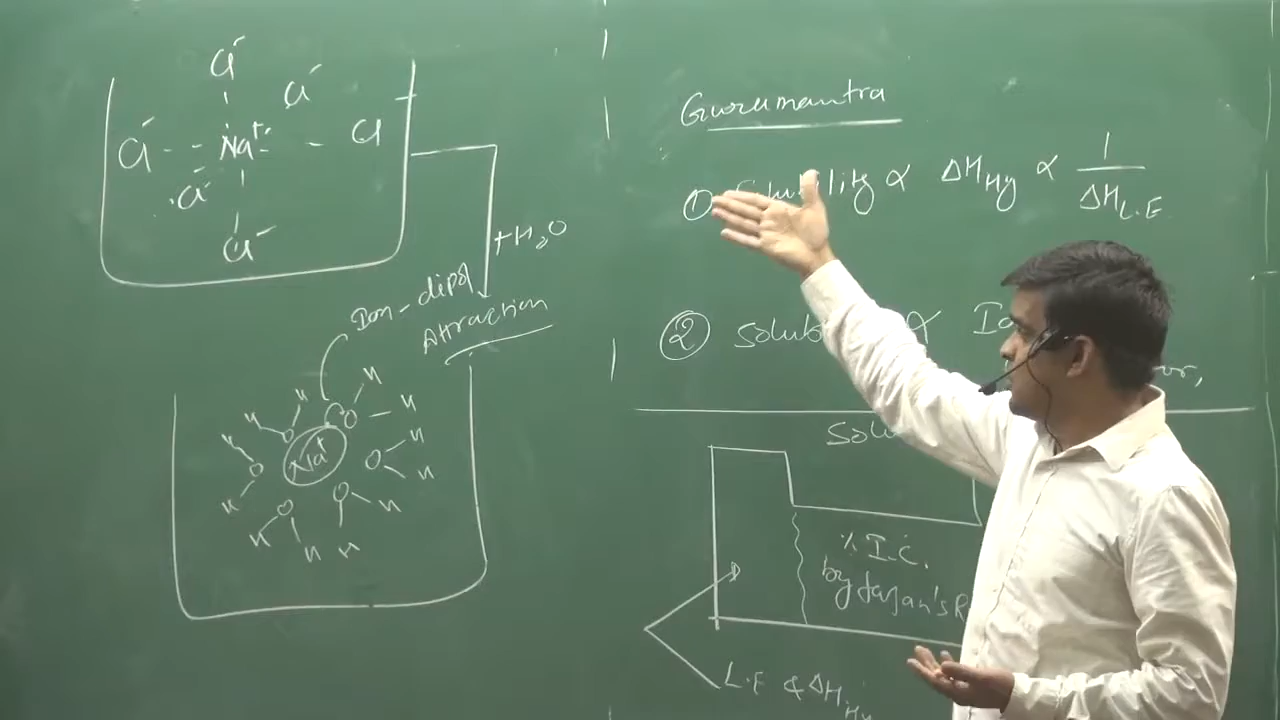 Cl⁻
Cl⁻
Cl⁻ Na⁺ Cl
Cl⁻
Cl⁻
+H₂O
Ion-dipol
Attraction
H H
H H
O O
H H
Na⁺ O
O H
H O H
O
H H H
Gurumantra
① ∝ ΔH_Hy ∝ 1/ΔH_L.E
②
% I.C.
by fajan's R
L.E & ΔH_Hy